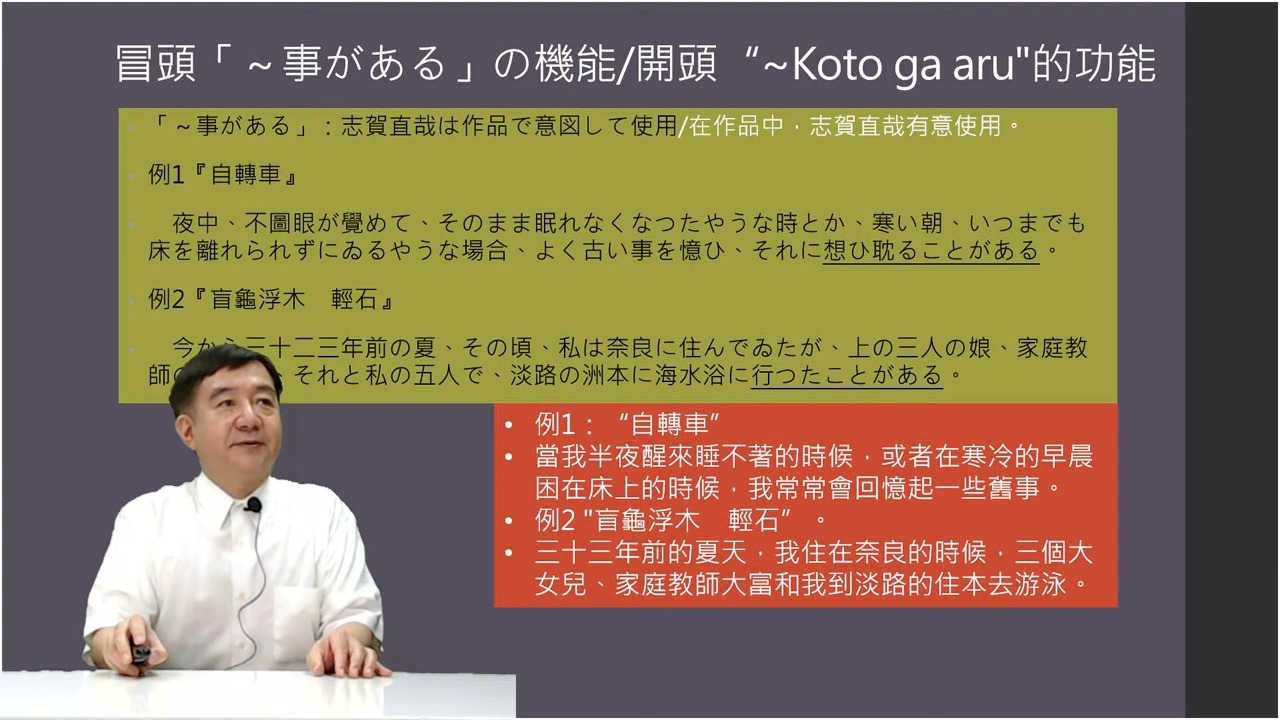 冒頭「～事がある」の機能/開頭“~Koto ga aru"的功能
「～事がある」：志賀直哉は作品で意図して使用/在作品中，志賀直哉有意使用。
例1『自轉車』
夜中、不圖眼が覺めて、そのまま眠れなくなつたやうな時とか、寒い朝、いつまでも
床を離れられずにゐるやうな場合、よく古い事を憶ひ、それに想ひ耽ることがある。
例2『盲龜浮木　輕石』
今から三十二三年前の夏、その頃、私は奈良に住んでゐたが、上の三人の娘、家庭教
師の、それと私の五人で、淡路の洲本に海水浴に行つたことがある。
• 例1：“自轉車”
• 當我半夜醒來睡不著的時候，或者在寒冷的早晨
困在床上的時候，我常常會回憶起一些舊事。
• 例2 "盲龜浮木　輕石”。
• 三十三年前的夏天，我住在奈良的時候，三個大
女兒、家庭教師大富和我到淡路的住本去游泳。